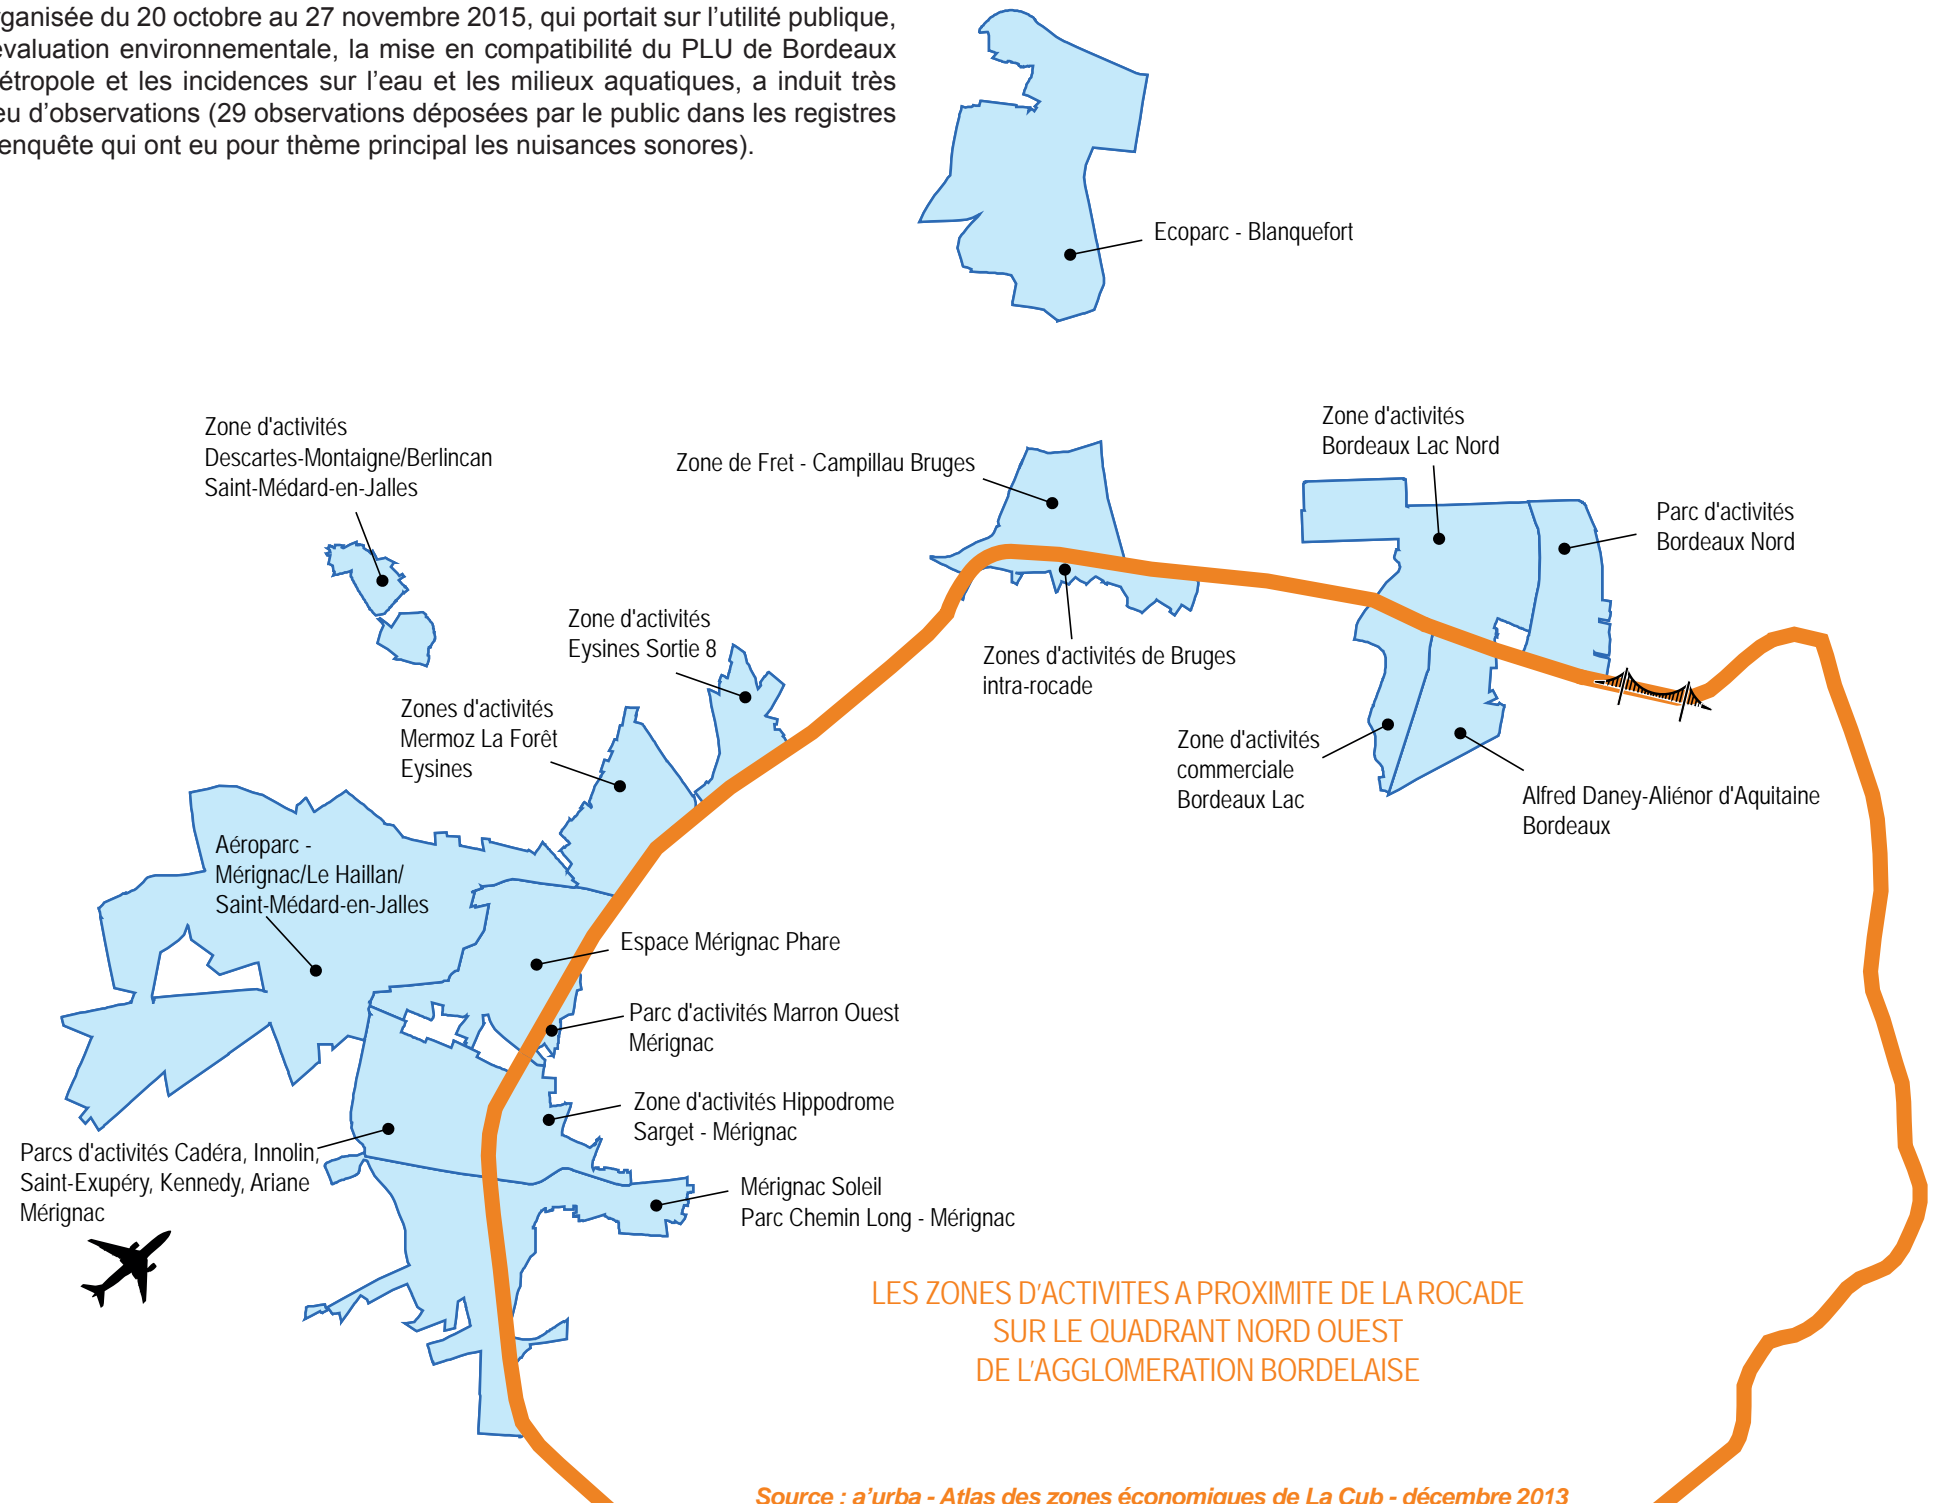 rganisée du 20 octobre au 27 novembre 2015, qui portait sur l’utilité publique,
évaluation environnementale, la mise en compatibilité du PLU de Bordeaux
étropole et les incidences sur l’eau et les milieux aquatiques, a induit très
eu d’observations (29 observations déposées par le public dans les registres
enquête qui ont eu pour thème principal les nuisances sonores).
Ecoparc - Blanquefort
Zone d'activités
Descartes-Montaigne/Berlincan
Saint-Médard-en-Jalles
Zone de Fret - Campillau Bruges
Zone d'activités
Bordeaux Lac Nord
Parc d'activités
Bordeaux Nord
Zone d'activités
Eysines Sortie 8
Zones d'activités de Bruges
intra-rocade
Zones d'activités
Mermoz La Forêt
Eysines
Zone d'activités
commerciale
Bordeaux Lac
Alfred Daney-Aliénor d'Aquitaine
Bordeaux
Aéroparc -
Mérignac/Le Haillan/
Saint-Médard-en-Jalles
Espace Mérignac Phare
Parc d'activités Marron Ouest
Mérignac
Zone d'activités Hippodrome
Sarget - Mérignac
Parcs d'activités Cadéra, Innolin,
Saint-Exupéry, Kennedy, Ariane
Mérignac
Mérignac Soleil
Parc Chemin Long - Mérignac
LES ZONES D'ACTIVITES A PROXIMITE DE LA ROCADE
SUR LE QUADRANT NORD OUEST
DE L'AGGLOMERATION BORDELAISE
Source : a’urba - Atlas des zones économiques de La Cub - décembre 2013